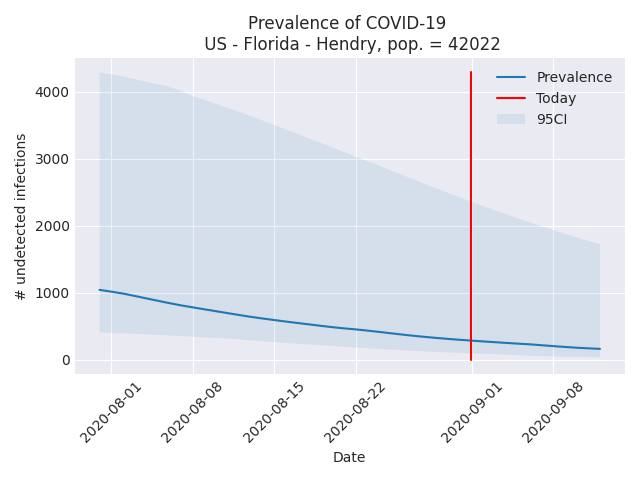 Prevalence of COVID-19
US - Florida - Hendry, pop. = 42022
Prevalence
Today
95CI
4000
3000
2000
1000
0
# undetected infections
2020-08-01
2020-08-08
2020-08-15
2020-08-22
2020-09-01
2020-09-08
Date